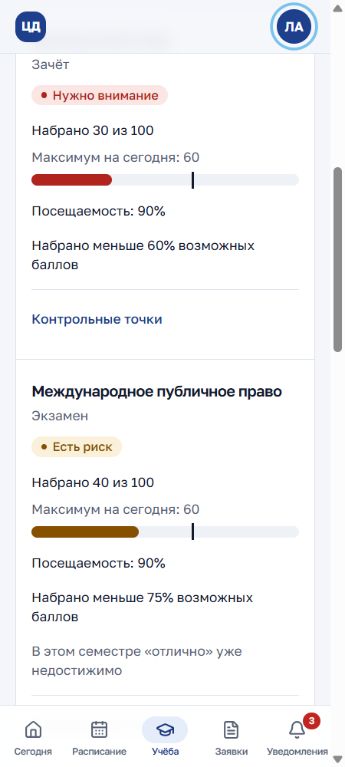 ЦД
ЛА
Зачёт
Нужно внимание
Набрано 30 из 100
Максимум на сегодня: 60
Посещаемость: 90%
Набрано меньше 60% возможных
баллов
Контрольные точки
Международное публичное право
Экзамен
Есть риск
Набрано 40 из 100
Максимум на сегодня: 60
Посещаемость: 90%
Набрано меньше 75% возможных
баллов
В этом семестре «отлично» уже
недостижимо
3
Сегодня Расписание Учёба Заявки Уведомления